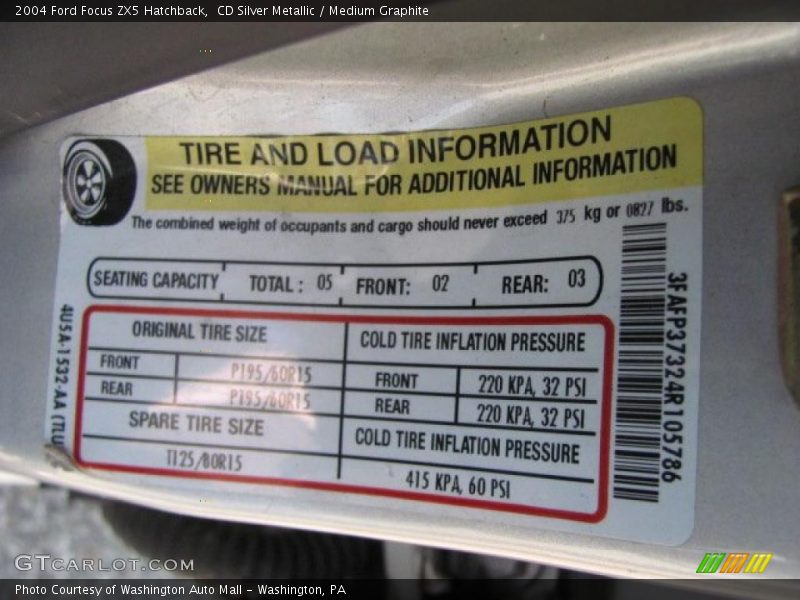 2004 Ford Focus ZX5 Hatchback, CD Silver Metallic / Medium Graphite
TIRE AND LOAD INFORMATION
SEE OWNERS MANUAL FOR ADDITIONAL INFORMATION
The combined weight of occupants and cargo should never exceed 375 kg or 0827 lbs.
SEATING CAPACITY TOTAL: 05 FRONT: 02 REAR: 03
ORIGINAL TIRE SIZE COLD TIRE INFLATION PRESSURE
FRONT P195/60R15 FRONT 220 KPA, 32 PSI
REAR P195/60R15 REAR 220 KPA, 32 PSI
SPARE TIRE SIZE COLD TIRE INFLATION PRESSURE
T125/80R15 415 KPA, 60 PSI
4U5A-1532-AA (7LU
3FAFP37324R105786
GTCARLOT.COM
Photo Courtesy of Washington Auto Mall - Washington, PA